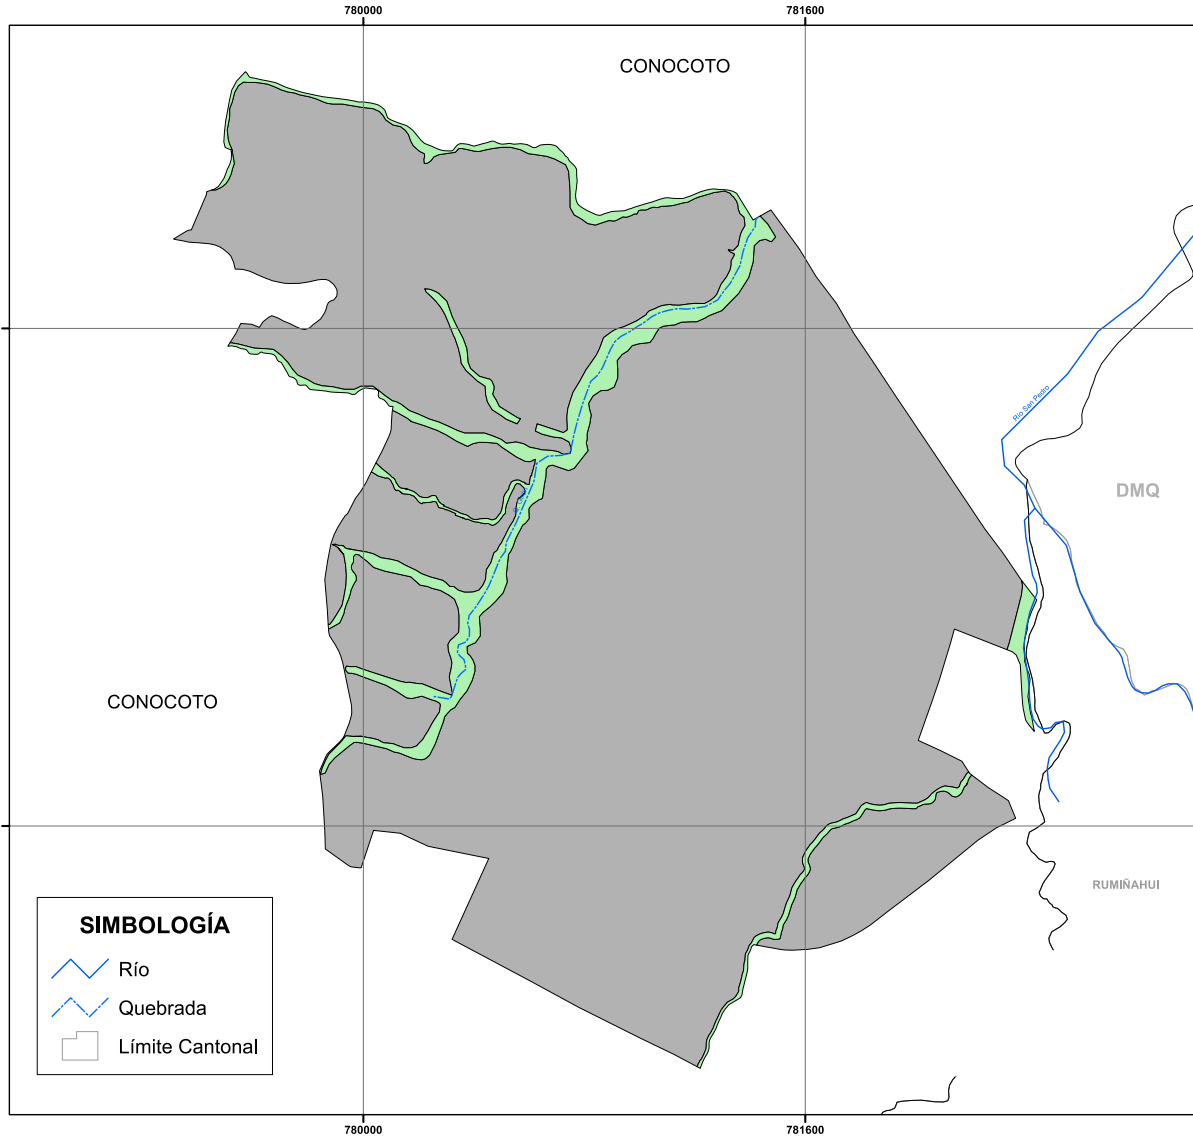 780000
781600
CONOCOTO
Río San Pedro
DMQ
CONOCOTO
RUMIÑAHUI
SIMBOLOGÍA
Río
Quebrada
Límite Cantonal
780000
781600